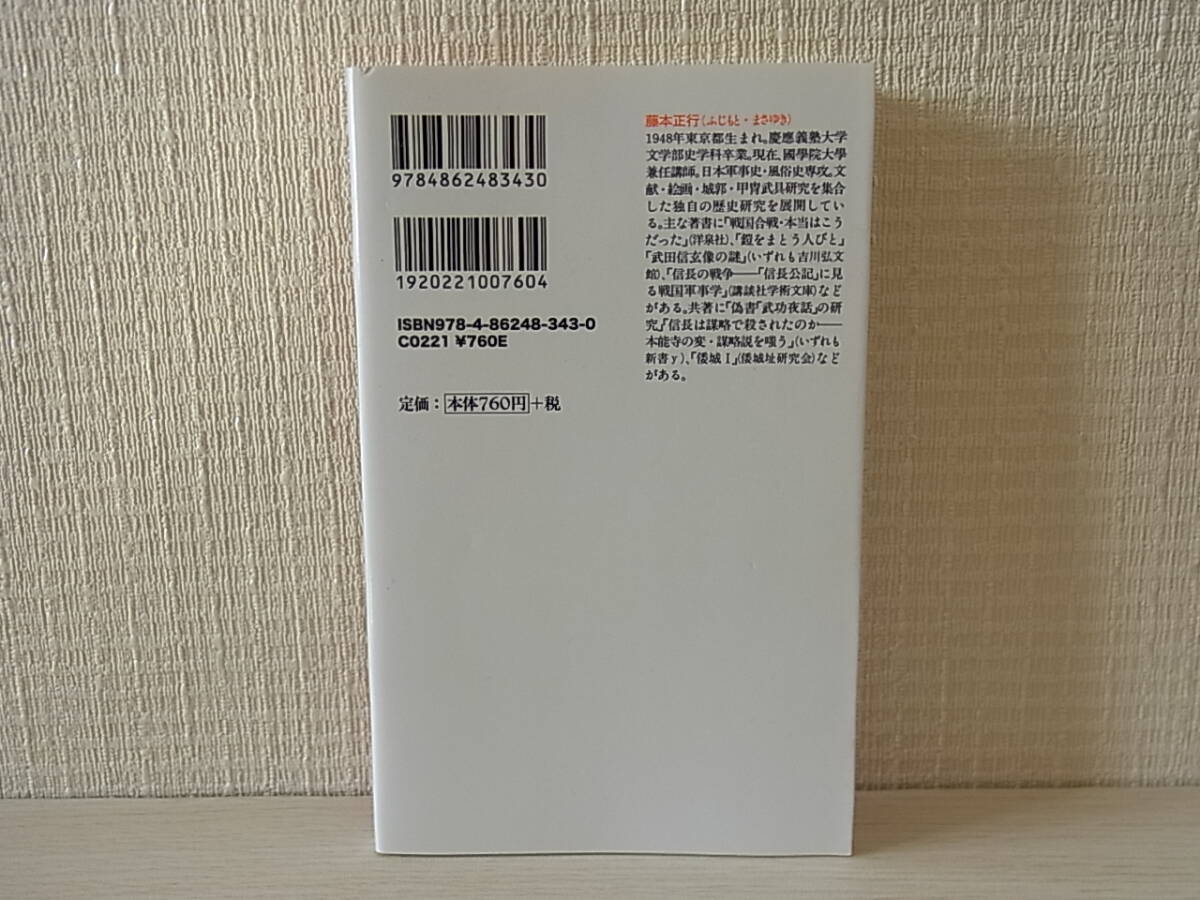 9784862483430
1920221007604
ISBN978-4-86248-343-0
C0221 ¥760E
定価：本体760円+税
藤本正行(ふじもと・まさゆき)
1948年東京都生まれ。慶應義塾大学
文学部史学科卒業。現在、國學院大學
兼任講師。日本軍事史・風俗史専攻。文
献・絵画・城郭・甲冑武具研究を集合
した独自の歴史研究を展開してい
る。主な著書に『戦国合戦・本当はこう
だった』(洋泉社)、『鎧をまとう人びと』
『武田信玄像の謎』(いずれも吉川弘文
館)、『信長の戦争──『信長公記』に見
る戦国軍事学』(講談社学術文庫)など
がある。共著に『偽書『武功夜話』の研
究』『信長は謀略で殺されたのか──
本能寺の変・謀略説を嗤う』(いずれも
新書y)、『倭城Ⅰ』(倭城址研究会)など
がある。